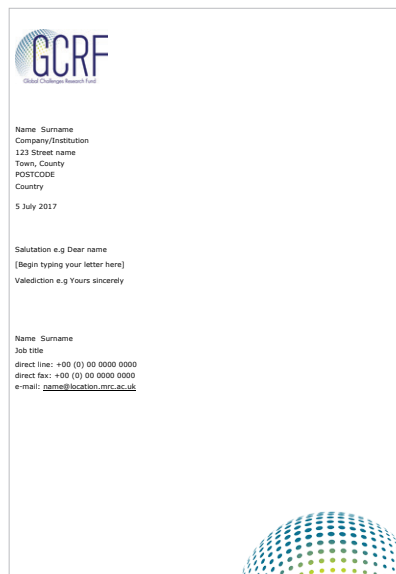 GCRF
Global Challenges Research Fund
Name Surname
Company/Institution
123 Street name
Town, County
POSTCODE
Country
5 July 2017
Salutation e.g Dear name
[Begin typing your letter here]
Valediction e.g Yours sincerely
Name Surname
Job title
direct line: +00 (0) 00 0000 0000
direct fax: +00 (0) 00 0000 0000
e-mail: name@location.mrc.ac.uk